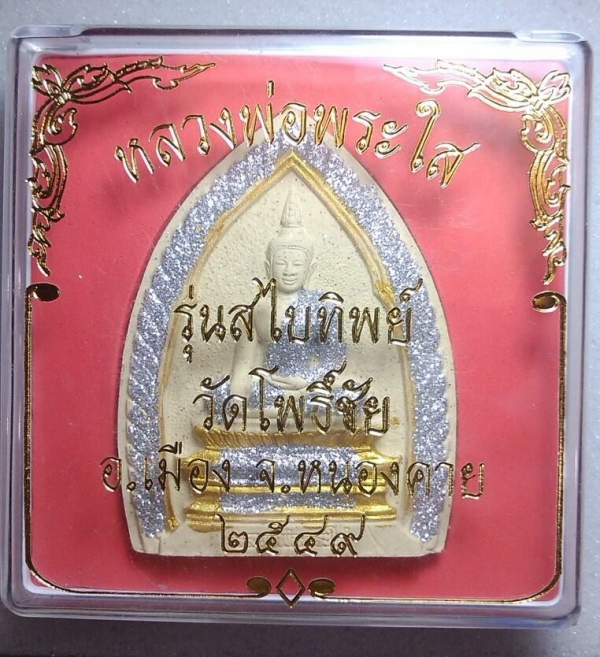 หลวงพ่อพระใส
รุ่นสไบทิพย์
วัดโพธิ์ชัย
อ.เมือง จ.หนองคาย
๒๕๔๙